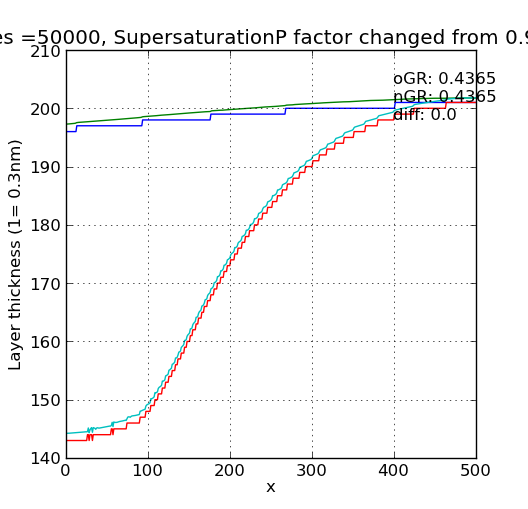 es =50000, SupersaturationP factor changed from 0.9
210
200
190
180
170
160
150
140
Layer thickness (1= 0.3nm)
oGR: 0.4365
nGR: 0.4365
diff: 0.0
0 100 200 300 400 500
x